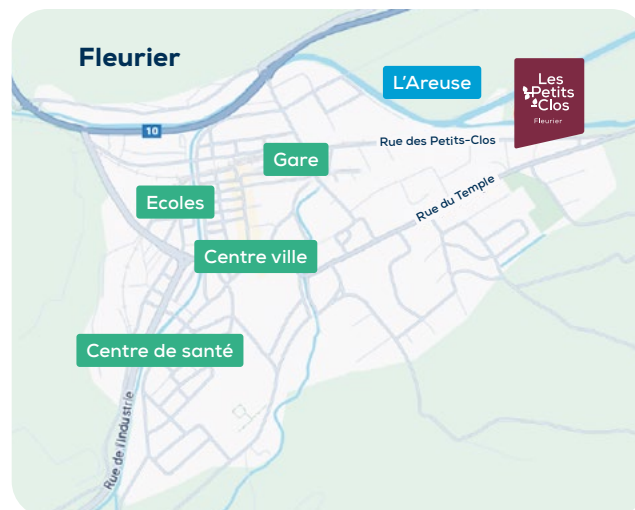 Fleurier
L'Areuse
Les
Petits
Clos
Fleurier
10
Rue des Petits-Clos
Gare
Ecoles
Rue du Temple
Centre ville
Centre de santé
Rue de l'Industrie